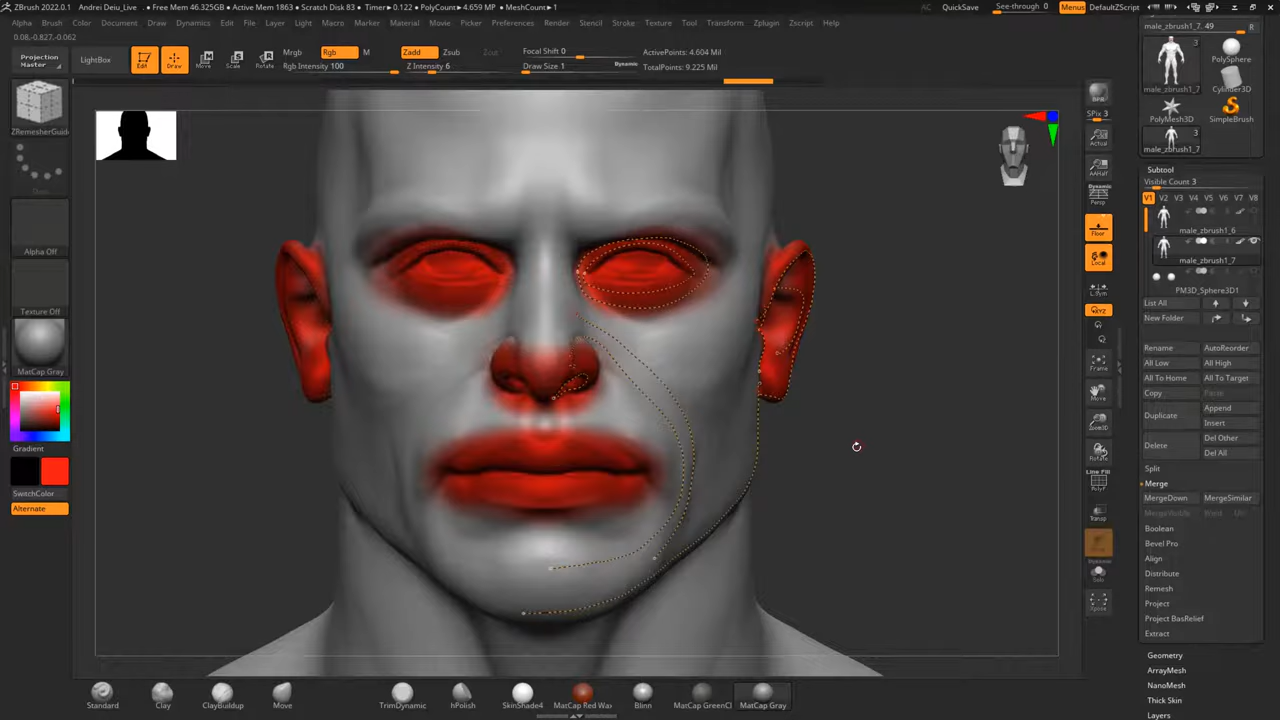 ZBrush 2022.0.1 Andrei Deiu_Live • Free Mem 46.325GB • Active Mem 1863 • Scratch Disk 83 • Timer▸0.122 • PolyCount▸4.659 MP • MeshCount▸1
AC QuickSave See-through 0 Menus DefaultZScript
Alpha Brush Color Document Draw Dynamics Edit File Layer Light Macro Marker Material Movie Picker Preferences Render Stencil Stroke Texture Tool Transform Zplugin Zscript Help
0.08,-0.827,-0.062
Projection Master
LightBox
Edit
Draw
Move
Scale
Rotate
Mrgb Rgb M
Rgb Intensity 100
Zadd Zsub Zcut
Z Intensity 6
Focal Shift 0
Draw Size 1 Dynamic
ActivePoints: 4.604 Mil
TotalPoints: 9.225 Mil
ZRemesherGuide
Dots
Alpha Off
Texture Off
MatCap Gray
Gradient
SwitchColor
Alternate
BPR
SPix 3
Actual
AAHalf
Dynamic
Persp
Floor
Local
L.Sym
Frame
Move
Zoom3D
Rotate
Line Fill
PolyF
Transp
Solo
Xpose
male_zbrush1_7. 49 R
3
PolySphere
Cylinder3D
male_zbrush1_7
PolyMesh3D SimpleBrush
3
male_zbrush1_7
Subtool
Visible Count 3
V1 V2 V3 V4 V5 V6 V7 V8
male_zbrush1_6
male_zbrush1_7
PM3D_Sphere3D1
List All
New Folder
Rename AutoReorder
All Low All High
All To Home All To Target
Copy Paste
Duplicate Append
Insert
Delete Del Other
Del All
Split
Merge
MergeDown MergeSimilar
MergeVisible Weld Uv
Boolean
Bevel Pro
Align
Distribute
Remesh
Project
Project BasRelief
Extract
Geometry
ArrayMesh
NanoMesh
Thick Skin
Layers
Standard Clay ClayBuildup Move TrimDynamic hPolish SkinShade4 MatCap Red Wax Blinn MatCap GreenCl MatCap Gray